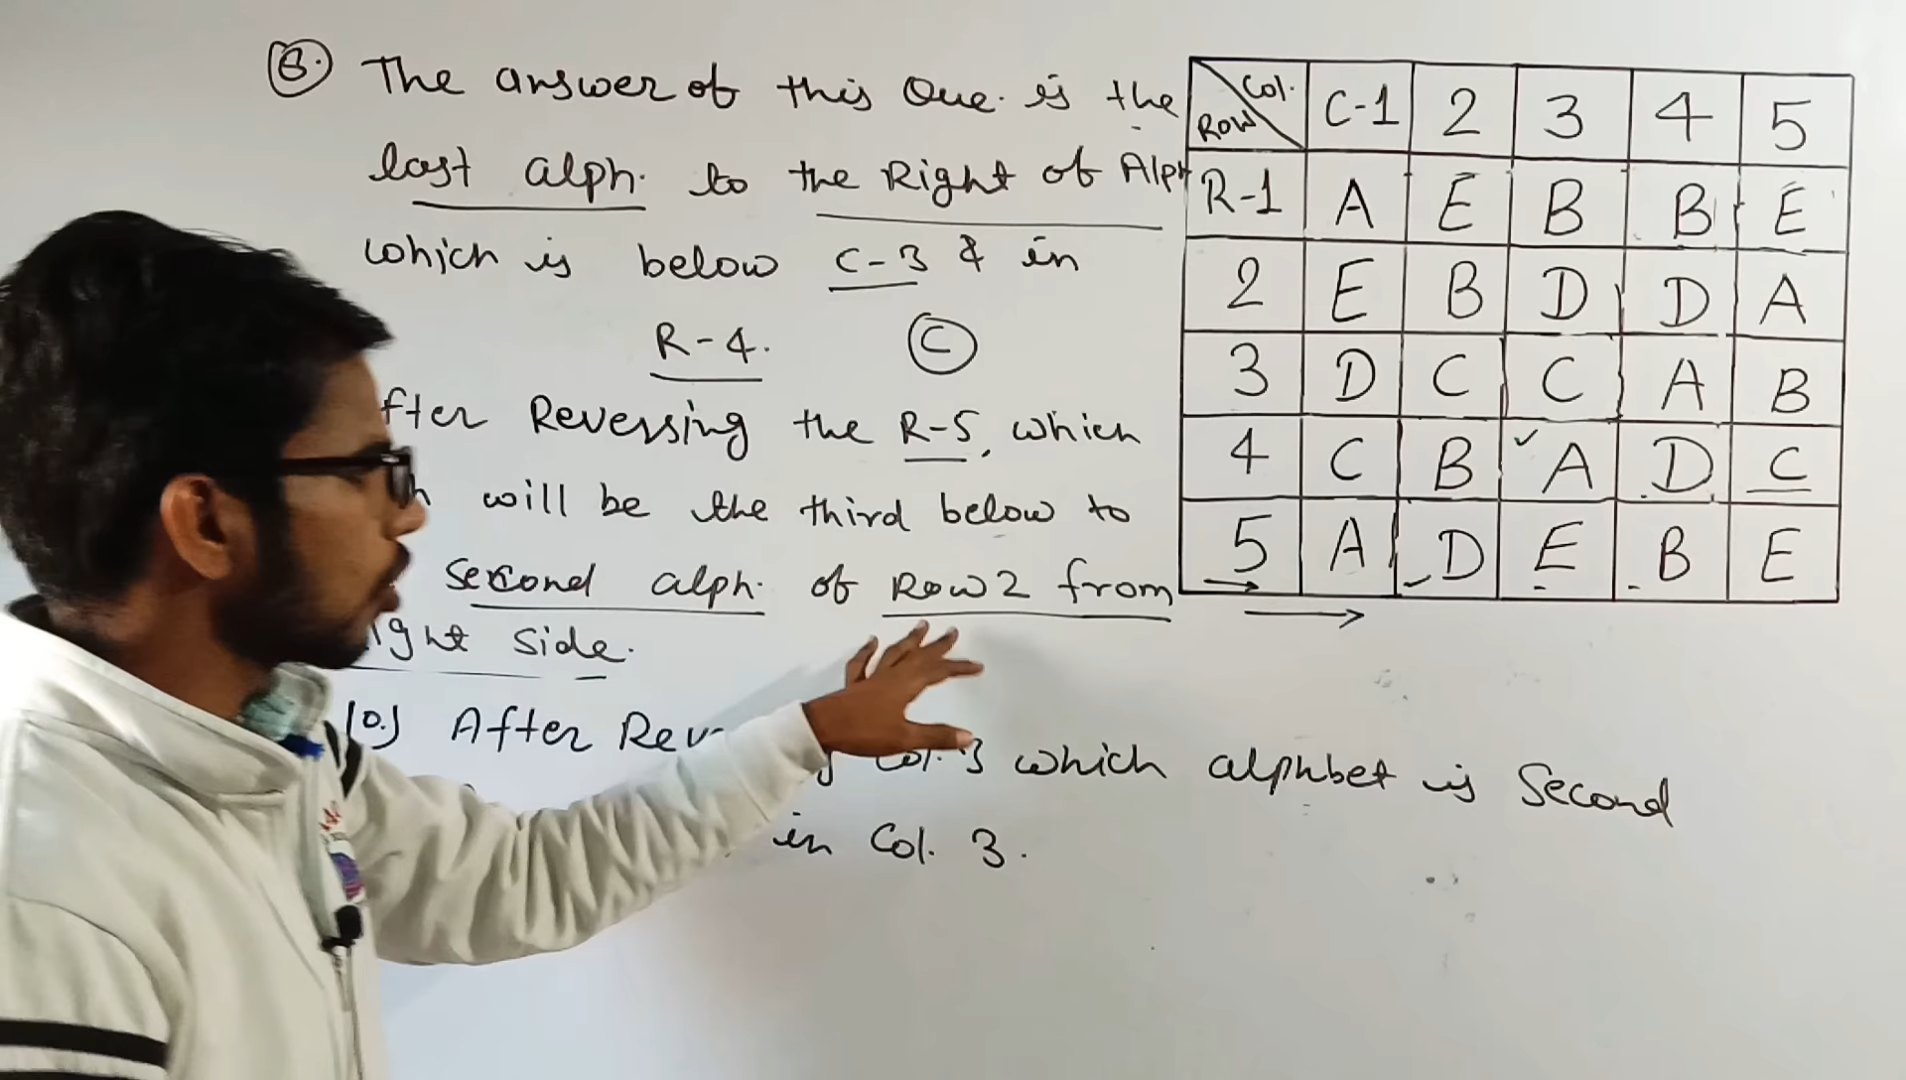 8. The answer of this Que. is the
last alph. to the Right of Alph
which is below C-3 & in
R-4. C
fter Reversing the R-5, which
h will be the third below to
second alph. of Row 2 from
ight side.
10.) After Rev Col. 3 which alphbet is Second
in Col. 3.
Col. ROW C-1 2 3 4 5
R-1 A E B B E
2 E B D D A
3 D C C A B
4 C B A D C
5 A D E B E